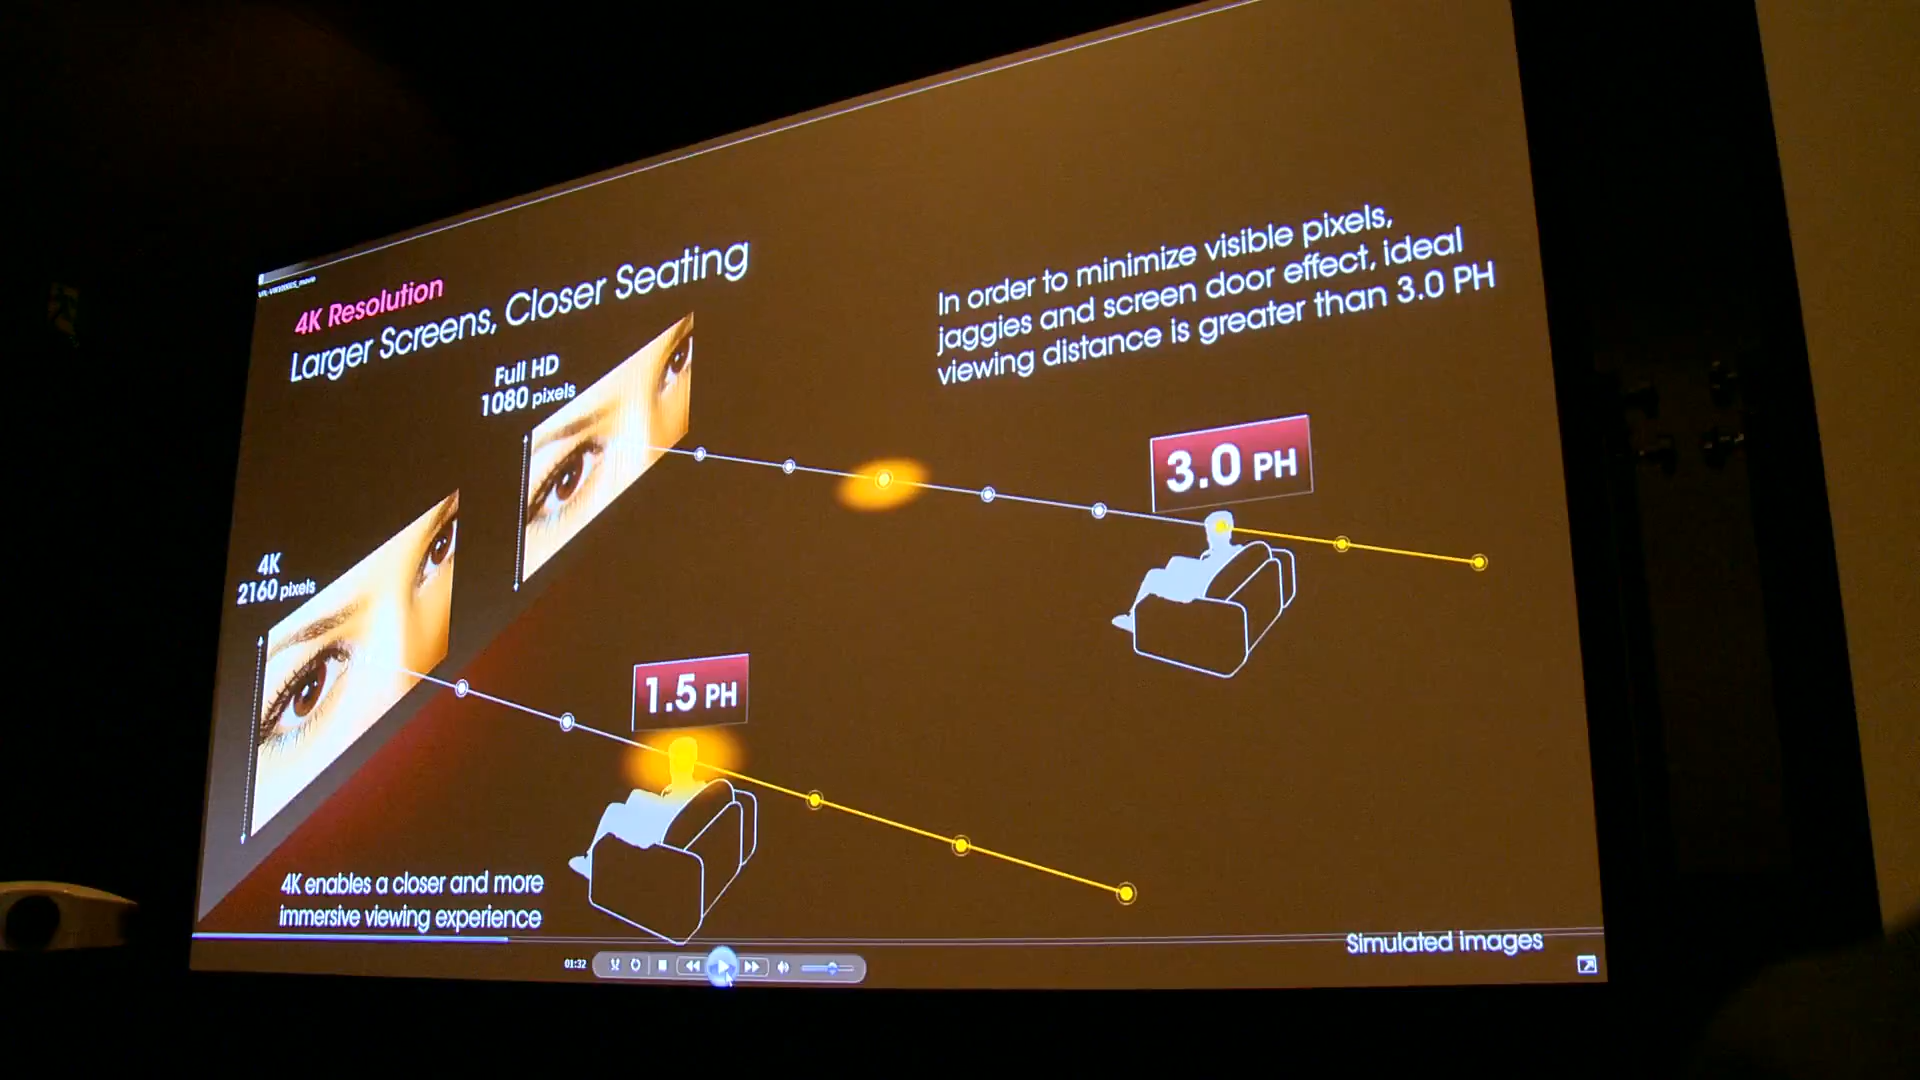 4K Resolution
Larger Screens, Closer Seating
In order to minimize visible pixels,
jaggies and screen door effect, ideal
viewing distance is greater than 3.0 PH
Full HD
1080 pixels
3.0 PH
4K
2160 pixels
1.5 PH
4K enables a closer and more
immersive viewing experience
Simulated images
01:32